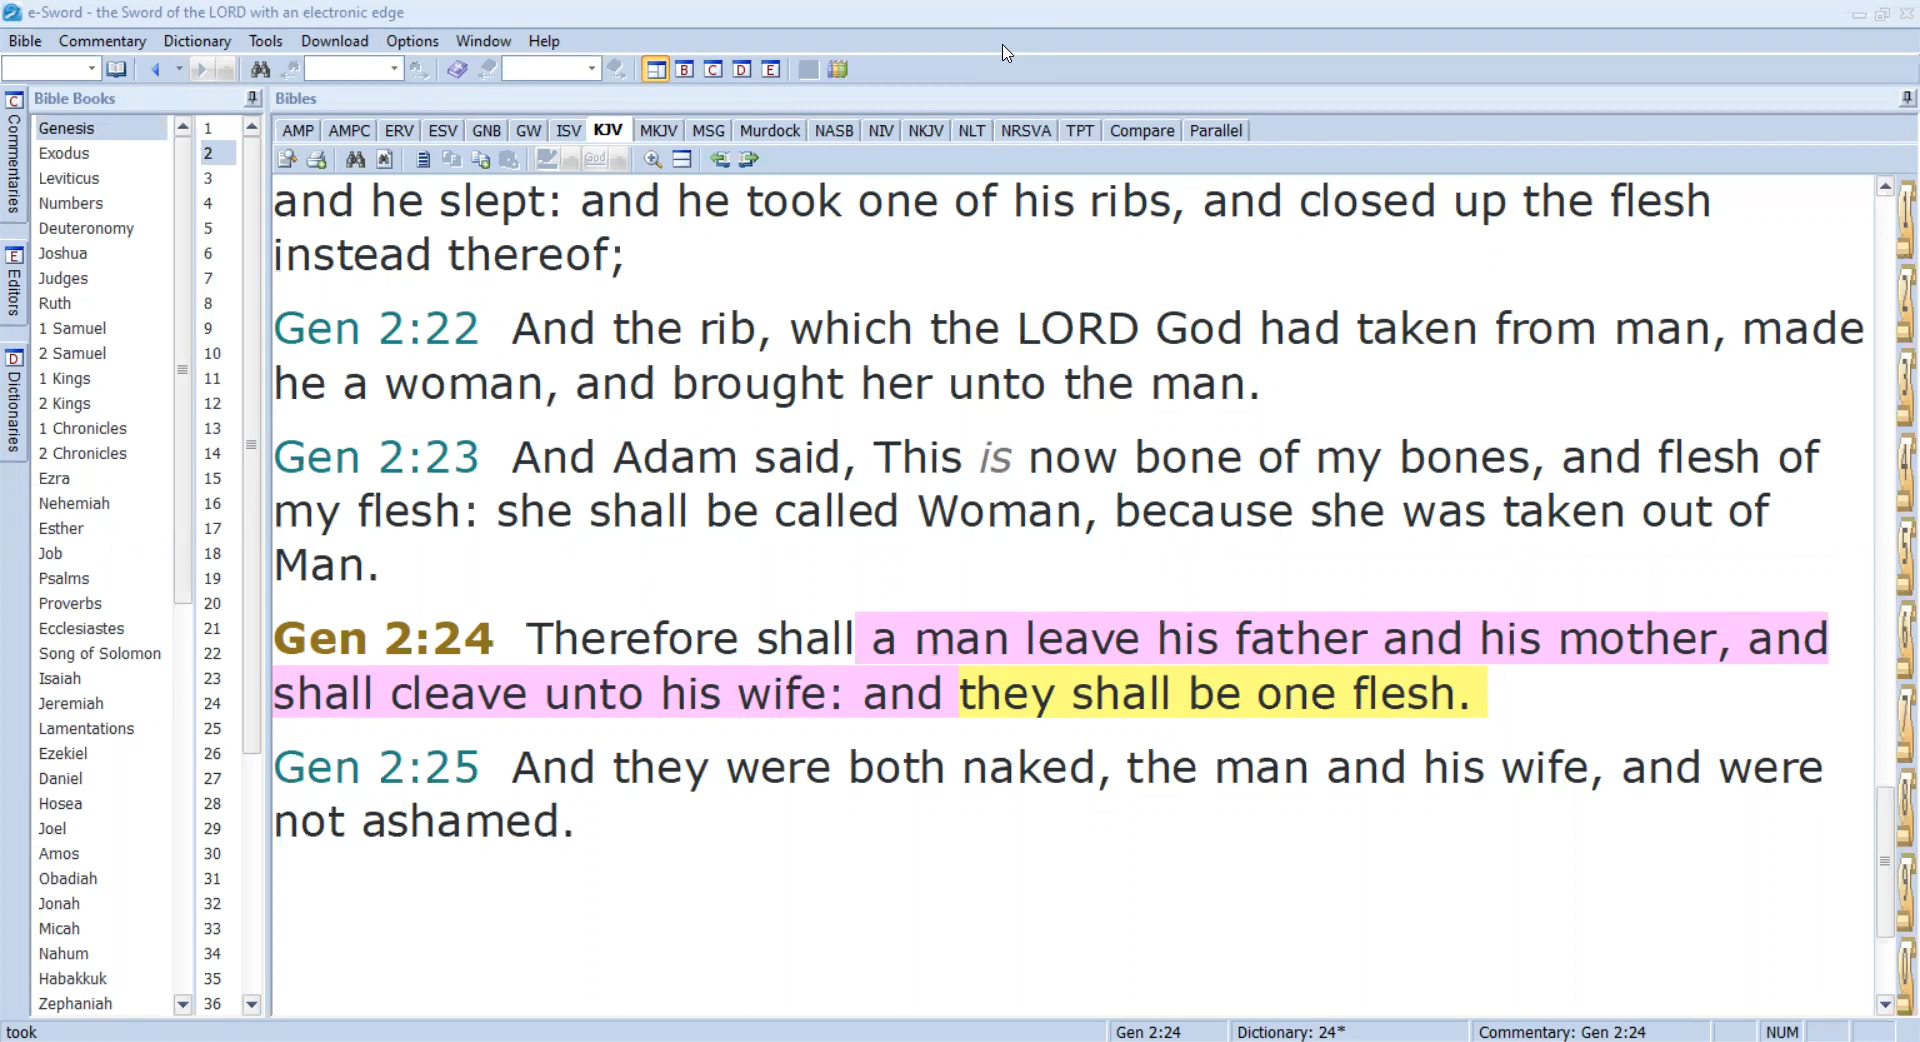 e-Sword - the Sword of the LORD with an electronic edge
Bible Commentary Dictionary Tools Download Options Window Help
B C D E
C Commentaries
E Editors
D Dictionaries
Bible Books
Genesis
Exodus
Leviticus
Numbers
Deuteronomy
Joshua
Judges
Ruth
1 Samuel
2 Samuel
1 Kings
2 Kings
1 Chronicles
2 Chronicles
Ezra
Nehemiah
Esther
Job
Psalms
Proverbs
Ecclesiastes
Song of Solomon
Isaiah
Jeremiah
Lamentations
Ezekiel
Daniel
Hosea
Joel
Amos
Obadiah
Jonah
Micah
Nahum
Habakkuk
Zephaniah
1
2
3
4
5
6
7
8
9
10
11
12
13
14
15
16
17
18
19
20
21
22
23
24
25
26
27
28
29
30
31
32
33
34
35
36
Bibles
AMP AMPC ERV ESV GNB GW ISV KJV MKJV MSG Murdock NASB NIV NKJV NLT NRSVA TPT Compare Parallel
God
and he slept: and he took one of his ribs, and closed up the flesh
instead thereof;
Gen 2:22 And the rib, which the LORD God had taken from man, made
he a woman, and brought her unto the man.
Gen 2:23 And Adam said, This is now bone of my bones, and flesh of
my flesh: she shall be called Woman, because she was taken out of
Man.
Gen 2:24 Therefore shall a man leave his father and his mother, and
shall cleave unto his wife: and they shall be one flesh.
Gen 2:25 And they were both naked, the man and his wife, and were
not ashamed.
1
2
3
4
5
6
7
8
9
0
0
took Gen 2:24 Dictionary: 24* Commentary: Gen 2:24 NUM